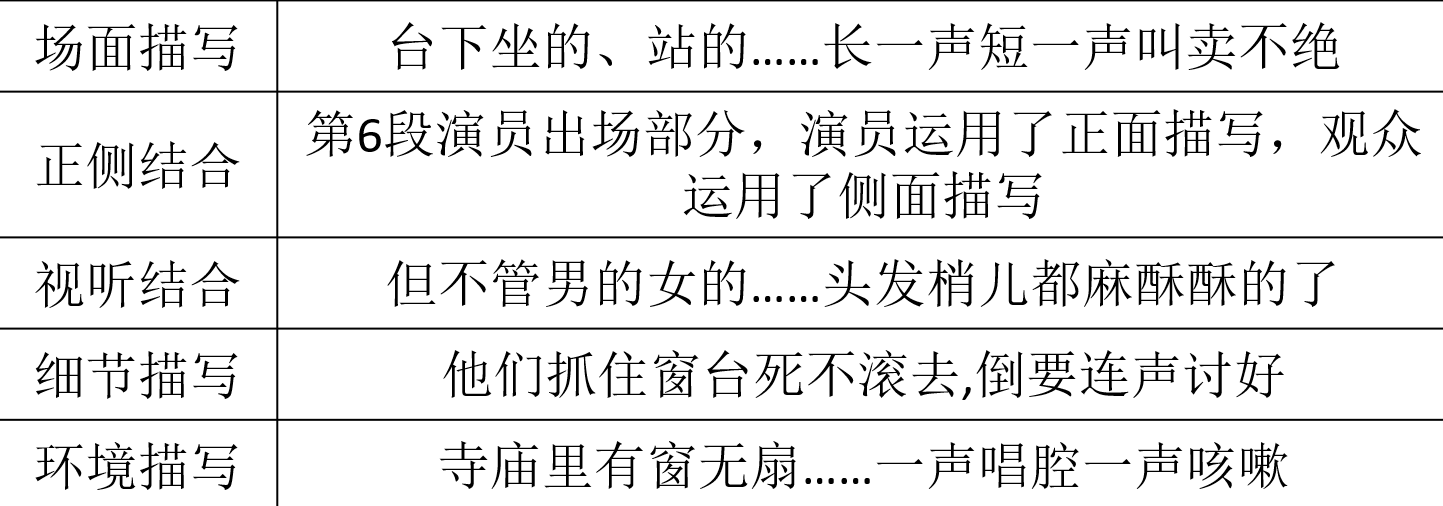 场面描写
台下坐的、站的……长一声短一声叫卖不绝
正侧结合
第6段演员出场部分，演员运用了正面描写，观众
运用了侧面描写
视听结合
但不管男的女的……头发梢儿都麻酥酥的了
细节描写
他们抓住窗台死不滚去,倒要连声讨好
环境描写
寺庙里有窗无扇……一声唱腔一声咳嗽